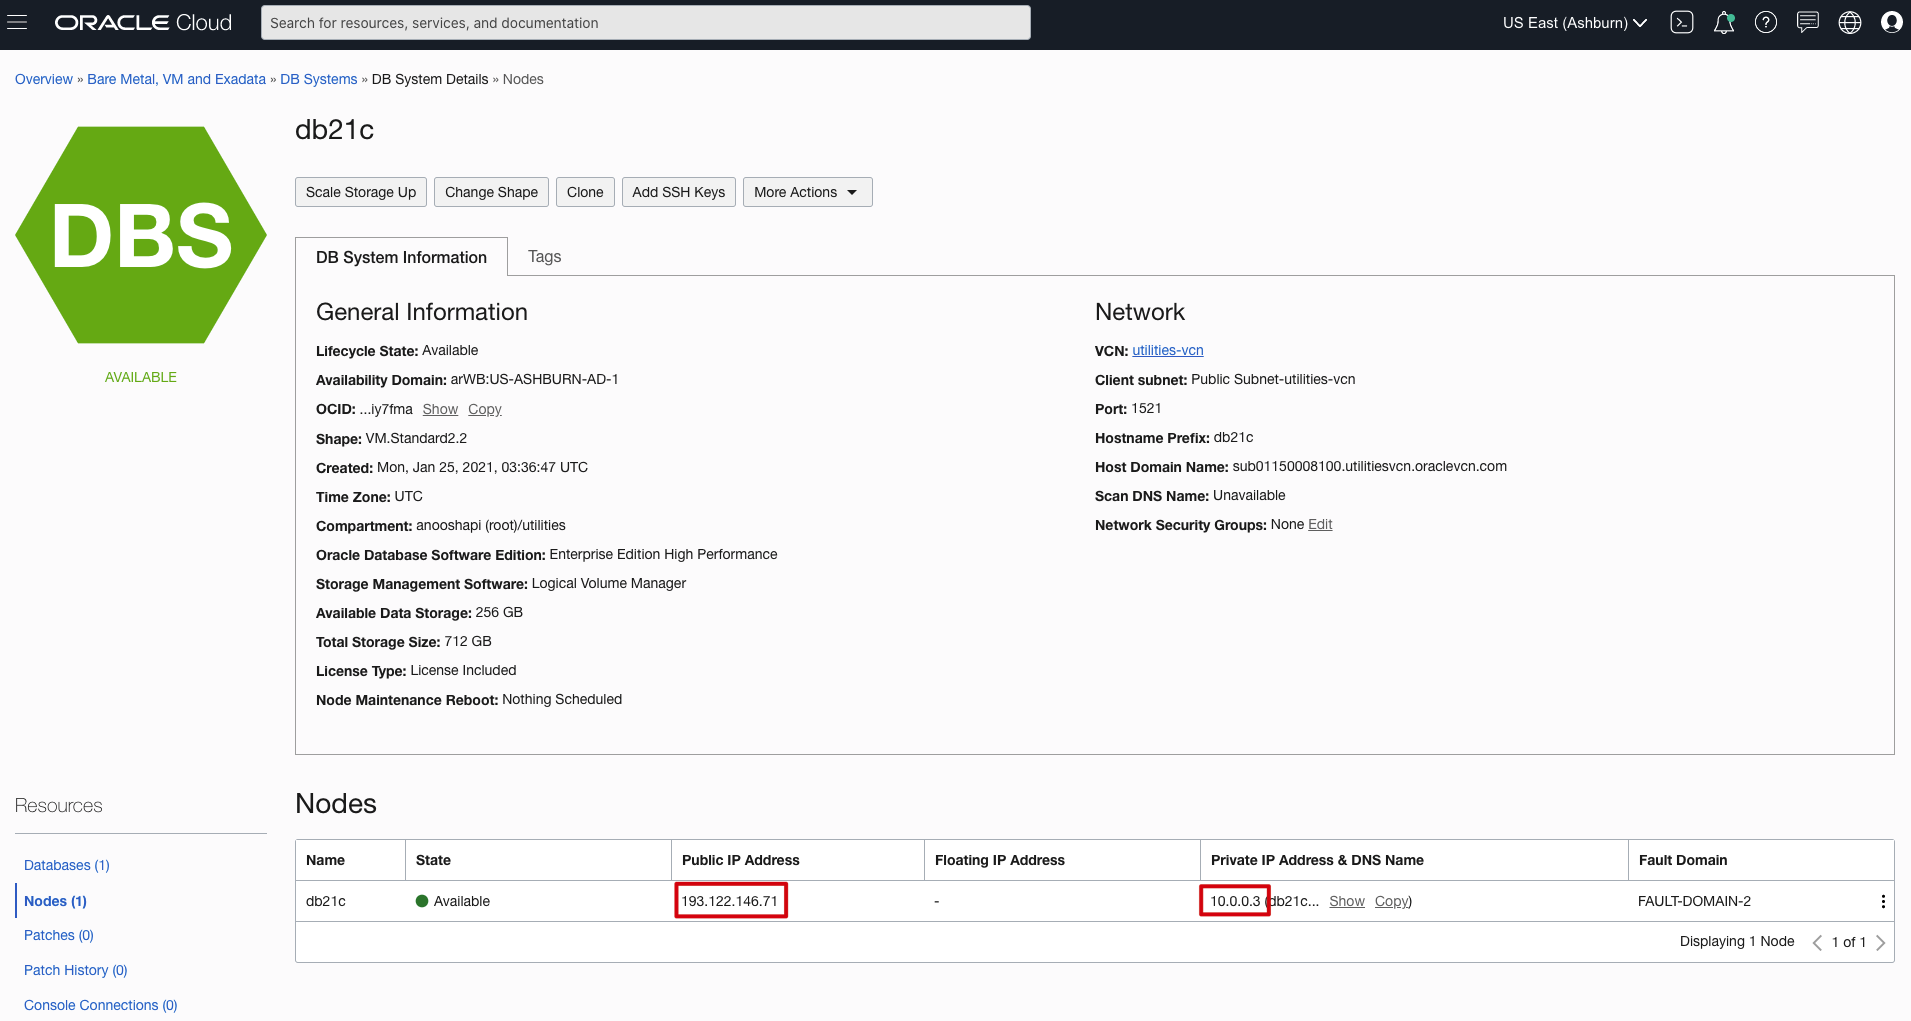 ORACLE Cloud
Search for resources, services, and documentation
US East (Ashburn)
Overview » Bare Metal, VM and Exadata » DB Systems » DB System Details » Nodes
DBS
AVAILABLE
db21c
Scale Storage Up
Change Shape
Clone
Add SSH Keys
More Actions
DB System Information
Tags
General Information
Lifecycle State: Available
Availability Domain: arWB:US-ASHBURN-AD-1
OCID: ...iy7fma Show Copy
Shape: VM.Standard2.2
Created: Mon, Jan 25, 2021, 03:36:47 UTC
Time Zone: UTC
Compartment: anooshapi (root)/utilities
Oracle Database Software Edition: Enterprise Edition High Performance
Storage Management Software: Logical Volume Manager
Available Data Storage: 256 GB
Total Storage Size: 712 GB
License Type: License Included
Node Maintenance Reboot: Nothing Scheduled
Network
VCN: utilities-vcn
Client subnet: Public Subnet-utilities-vcn
Port: 1521
Hostname Prefix: db21c
Host Domain Name: sub01150008100.utilitiesvcn.oraclevcn.com
Scan DNS Name: Unavailable
Network Security Groups: None Edit
Resources
Databases (1)
Nodes (1)
Patches (0)
Patch History (0)
Console Connections (0)
Nodes
Name State Public IP Address Floating IP Address Private IP Address & DNS Name Fault Domain
db21c Available 193.122.146.71 - 10.0.0.3 (db21c... Show Copy) FAULT-DOMAIN-2
Displaying 1 Node 1 of 1